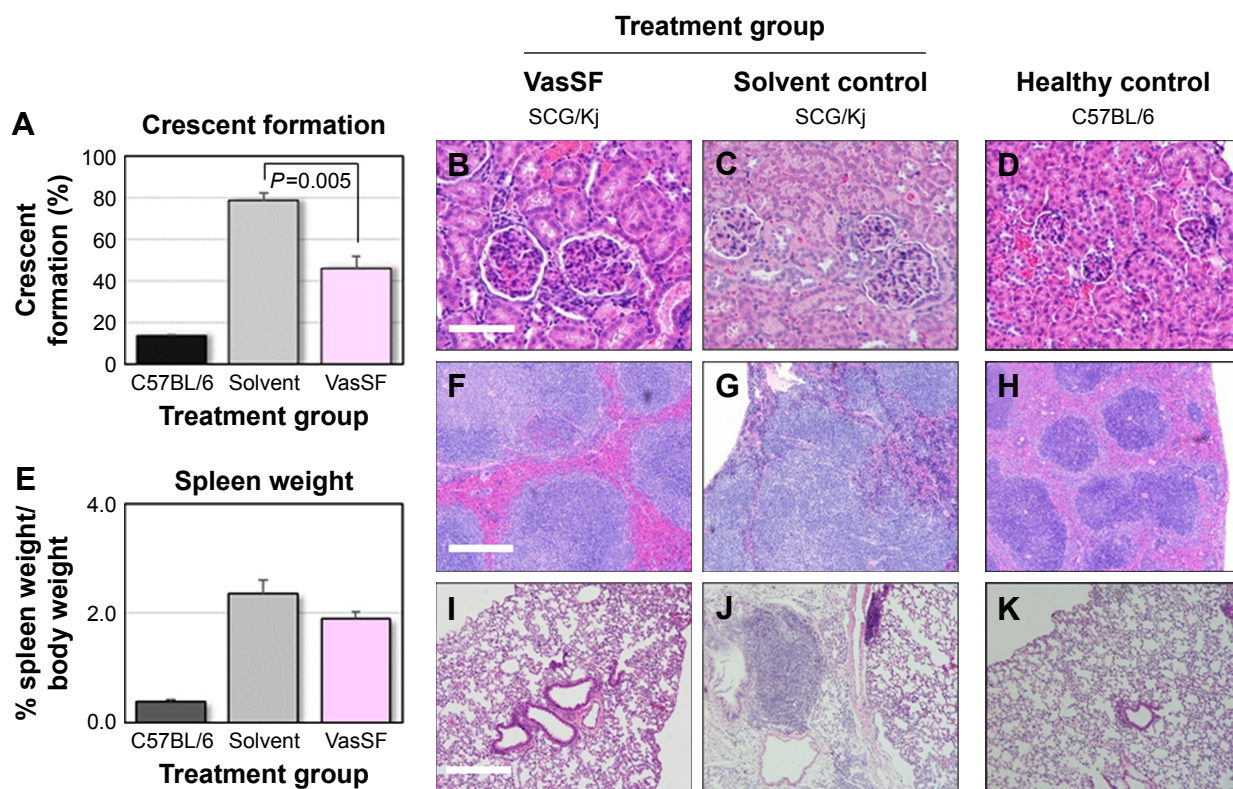 Treatment group
VasSF
Solvent control
Healthy control
SCG/Kj
SCG/Kj
C57BL/6
A
Crescent formation
Crescent
formation (%)
100
80
60
40
20
0
P=0.005
C57BL/6
Solvent
VasSF
Treatment group
B
C
D
E
Spleen weight
% spleen weight/
body weight
4.0
2.0
0.0
C57BL/6
Solvent
VasSF
Treatment group
F
G
H
I
J
K